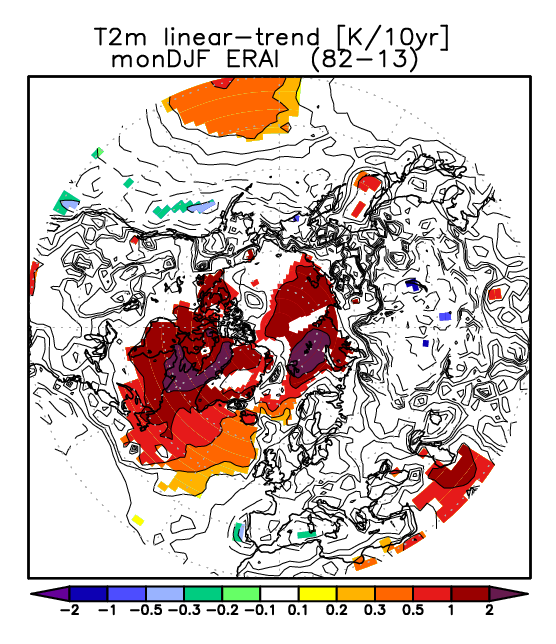 T2m linear-trend [K/10yr]
monDJF ERAI (82-13)
-2 -1 -0.5 -0.3 -0.2 -0.1 0.1 0.2 0.3 0.5 1 2